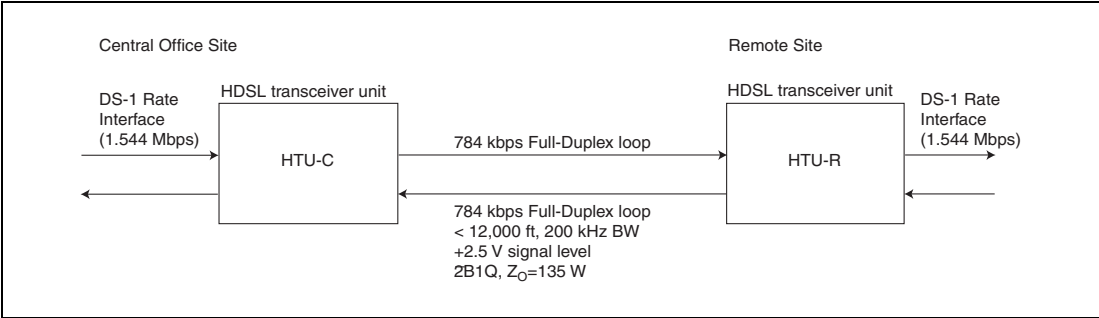 Central Office Site
Remote Site
HDSL transceiver unit
HDSL transceiver unit
DS-1 Rate
Interface
(1.544 Mbps)
DS-1 Rate
Interface
(1.544 Mbps)
HTU-C
784 kbps Full-Duplex loop
HTU-R
784 kbps Full-Duplex loop
< 12,000 ft, 200 kHz BW
+2.5 V signal level
2B1Q, ZO=135 W